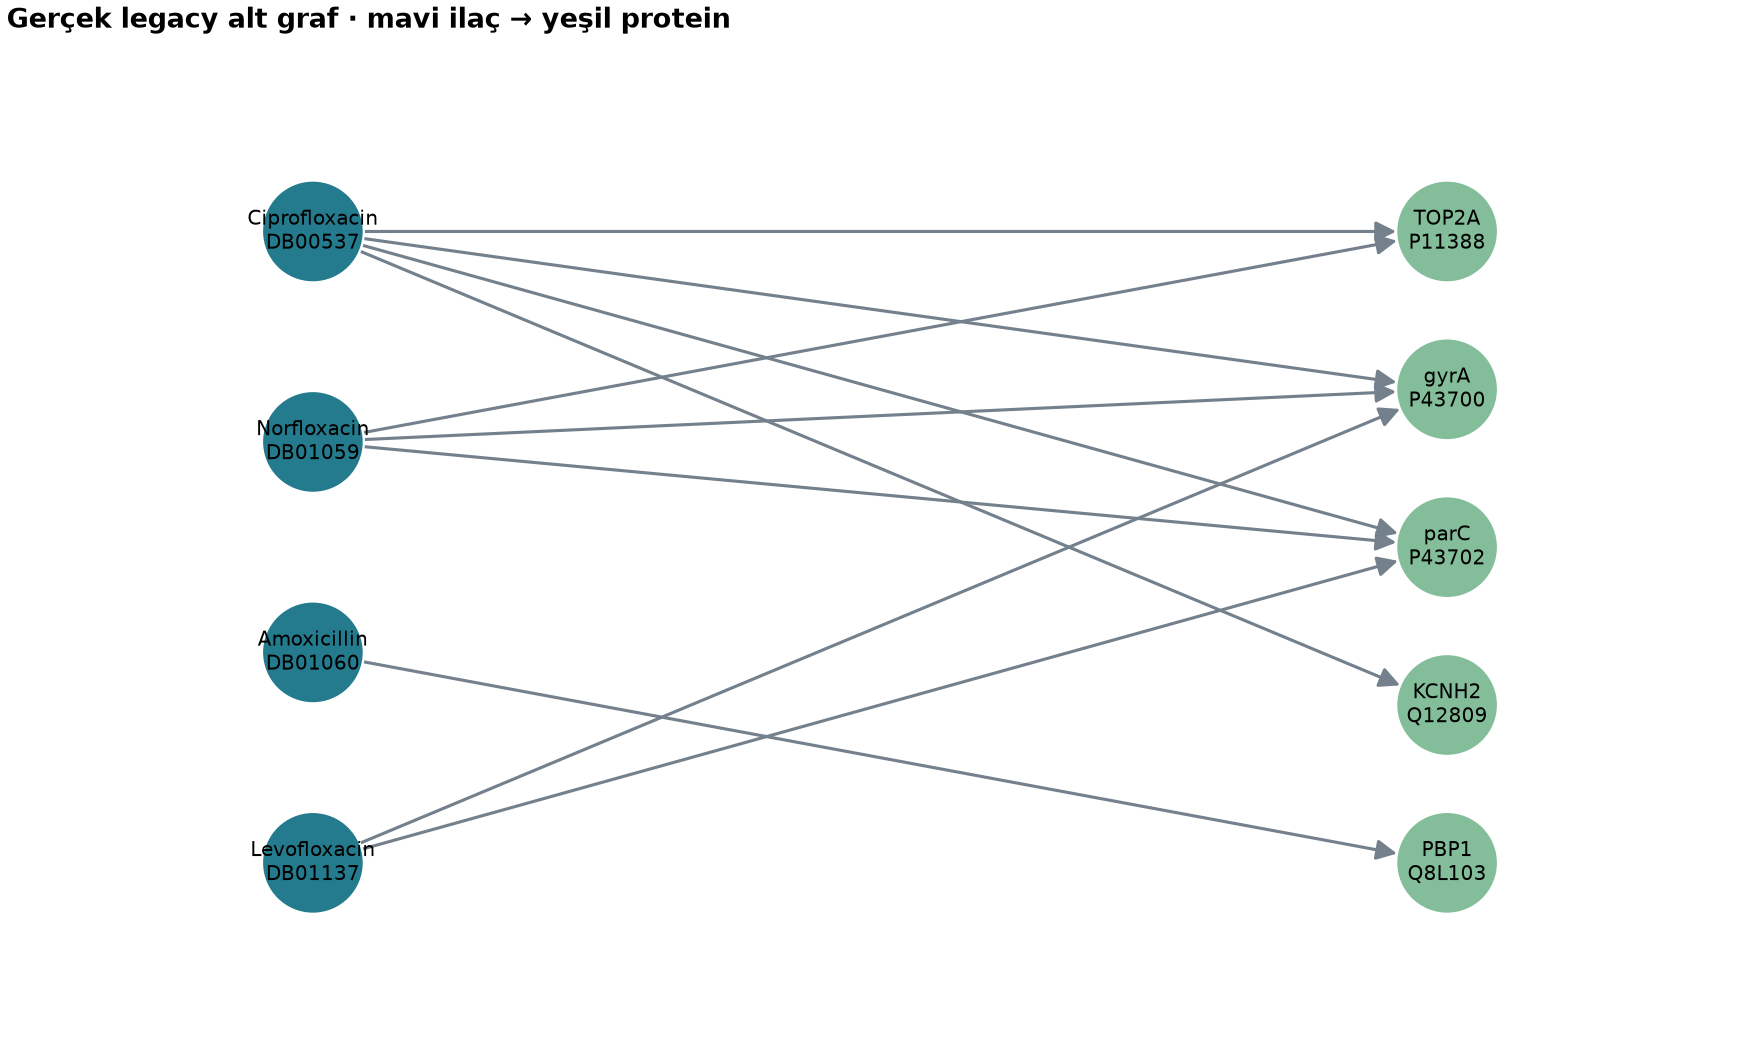 Gerçek legacy alt graf · mavi ilaç → yeşil protein
Ciprofloxacin
DB00537
Norfloxacin
DB01059
Amoxicillin
DB01060
Levofloxacin
DB01137
TOP2A
P11388
gyrA
P43700
parC
P43702
KCNH2
Q12809
PBP1
Q8L103